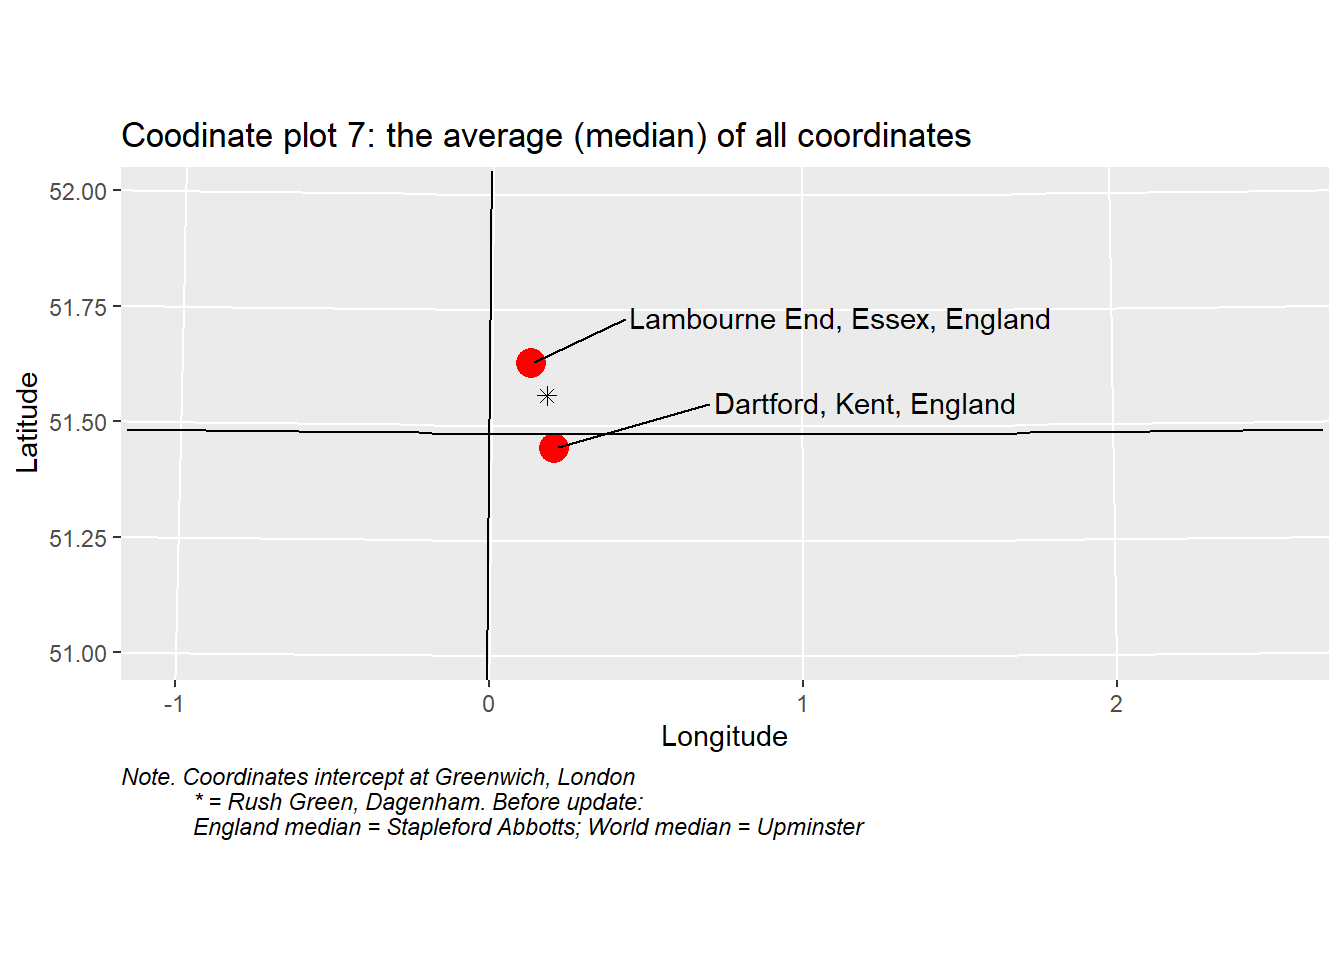 Coodinate plot 7: the average (median) of all coordinates
52.00
51.75
Lambourne End, Essex, England
Dartford, Kent, England
51.50
51.25
51.00
Latitude
-1 0 1 2
Longitude
Note. Coordinates intercept at Greenwich, London
* = Rush Green, Dagenham. Before update:
England median = Stapleford Abbotts; World median = Upminster